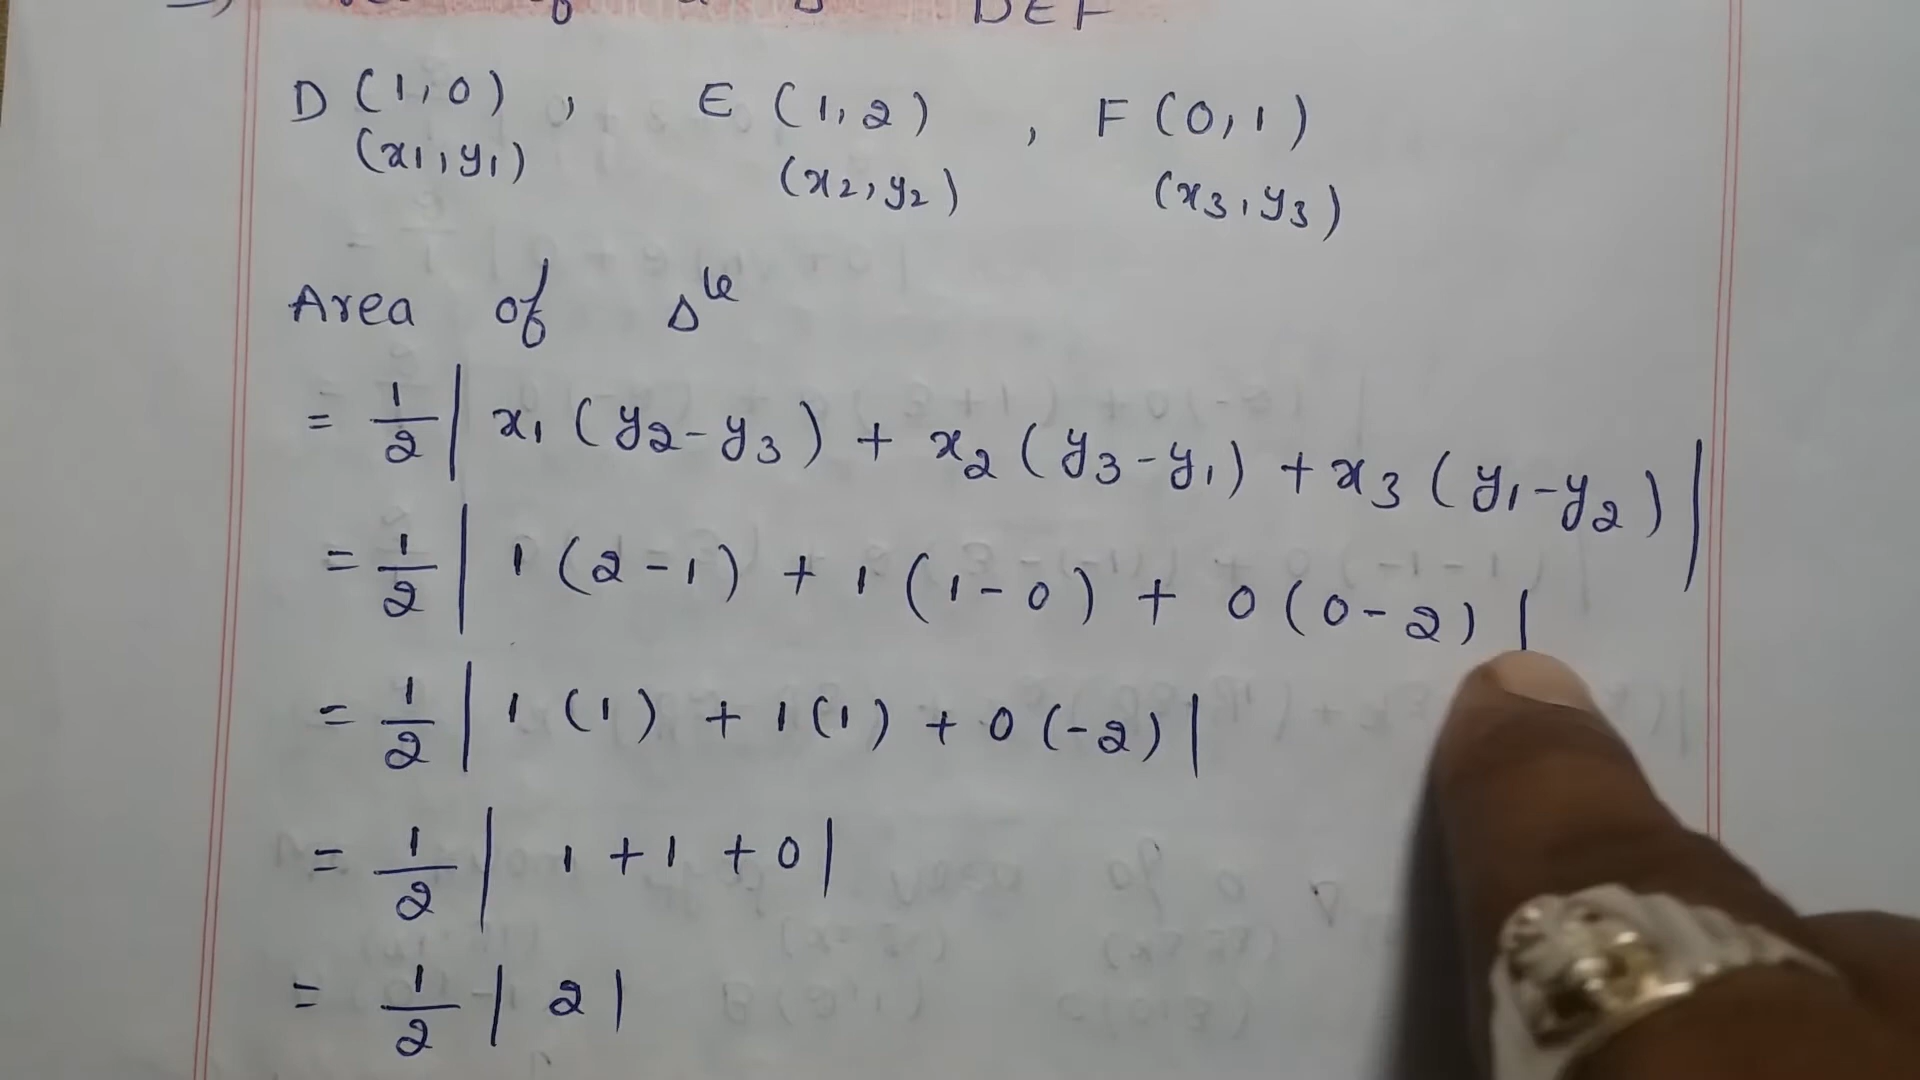 DEF
D (1,0) , E (1,2) , F (0,1)
(x1,y1) (x2,y2) (x3,y3)
Area of Δle
= 1/2 | x1 (y2-y3) + x2 (y3-y1) + x3 (y1-y2) |
= 1/2 | 1 (2-1) + 1 (1-0) + 0 (0-2) |
= 1/2 | 1 (1) + 1(1) + 0 (-2) |
= 1/2 | 1 + 1 + 0 |
= 1/2 | 2 |